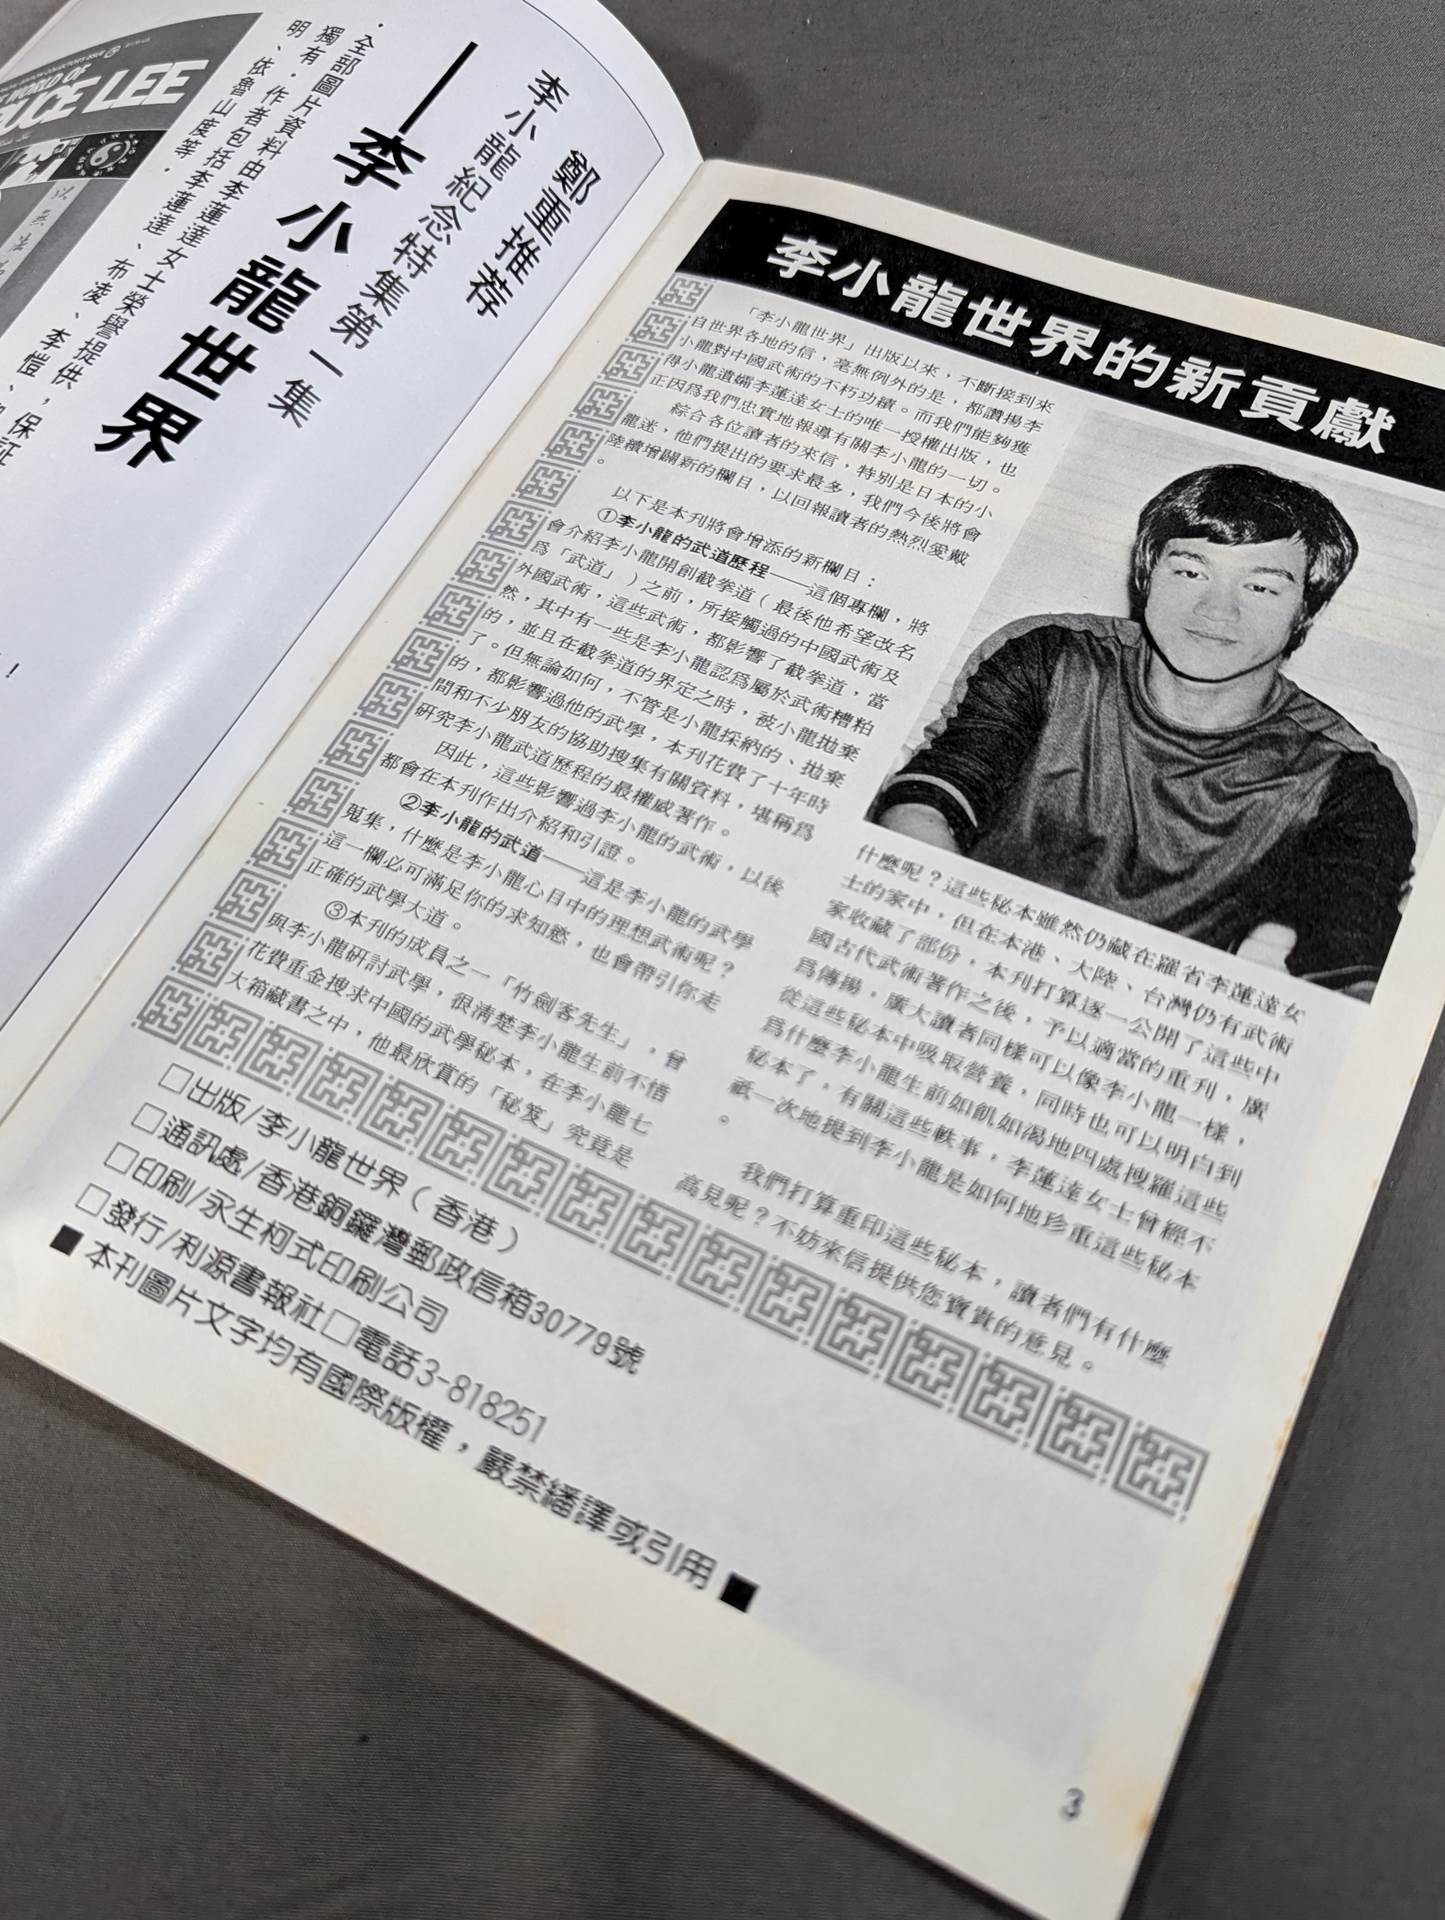 鄭重推荐
李小龍紀念特集第一集
—李小龍世界
·全部圖片資料由李蓮達女士榮譽提供，保証
獨有·作者包括李蓮達、布凌、李愷、
明、依魯山度等·
WORLD OF
BRUCE LEE
！
李小龍世界的新貢獻
「李小龍世界」出版以來，不斷接到來
自世界各地的信，毫無例外的是，都讚揚李
小龍對中國武術的不朽功績。而我們能夠獲
得小龍遺孀李蓮達女士的唯一授權出版，也
正因爲我們忠實地報導有關李小龍的一切。
綜合各位讀者的來信，特別是日本的小
龍迷，他們提出的要求最多，我們今後將會
陸續增闢新的欄目，以回報讀者的熱烈愛戴
。
以下是本刊將會增添的新欄目：
①李小龍的武道歷程——這個專欄，將
會介紹李小龍開創截拳道（最後他希望改名
爲「武道」）之前，所接觸過的中國武術及
外國武術，這些武術，都影響了截拳道，當
然，其中有一些是李小龍認爲屬於武術糟粕
的，並且在截拳道的界定之時，被小龍拋棄
了。但無論如何，不管是小龍採納的、拋棄
的，都影響過他的武學，本刊花費了十年時
間和不少朋友的協助搜集有關資料，堪稱爲
研究李小龍武道歷程的最權威著作。
因此，這些影響過李小龍的武術，以後
都會在本刊作出介紹和引證。
②李小龍的武道——這是李小龍的武學
蒐集，什麼是李小龍心目中的理想武術呢？
這一欄必可滿足你的求知慾，也會帶引你走
正確的武學大道。
③本刊的成員之一「竹劍客先生」，曾
與李小龍研討武學，很清楚李小龍生前不惜
花費重金搜求中國的武學秘本，在李小龍七
大箱藏書之中，他最欣賞的「秘笈」究竟是
什麼呢？這些秘本雖然仍藏在羅省李蓮達女
士的家中，但在本港、大陸、台灣仍有武術
家收藏了部份，本刊打算逐一公開了這些中
國古代武術著作之後，予以適當的重刊，廣
爲傳揚，廣大讀者同樣可以像李小龍一樣，
從這些秘本中吸取營養，同時也可以明白到
爲什麼李小龍生前如飢如渴地四處搜羅這些
秘本了，有關這些軼事，李蓮達女士曾經不
祇一次地提到李小龍是如何地珍重這些秘本
。
我們打算重印這些秘本，讀者們有什麼
高見呢？不妨來信提供您寶貴的意見。
□出版/李小龍世界（香港）
□通訊處/香港銅鑼灣郵政信箱30779號
□印刷/永生柯式印刷公司
□發行/利源書報社□電話3-818251
■本刊圖片文字均有國際版權，嚴禁繙譯或引用■
3